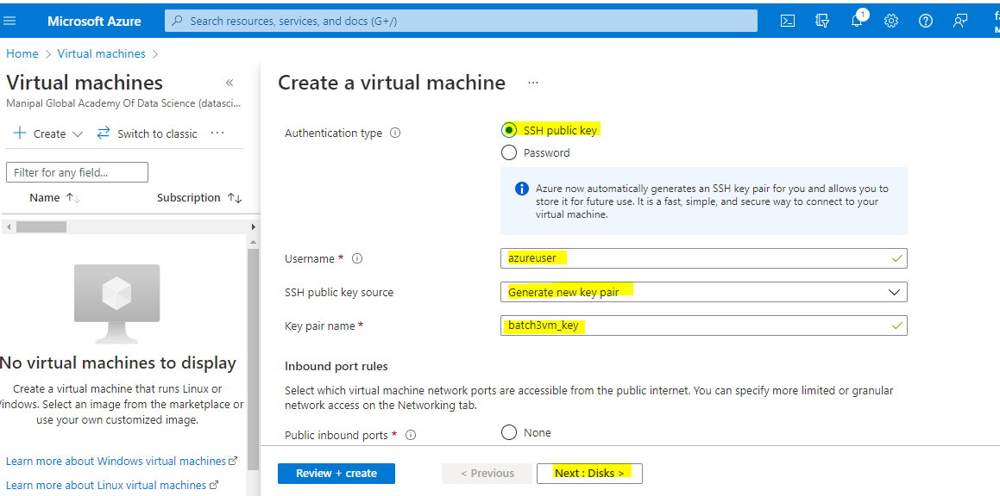 Microsoft Azure
Search resources, services, and docs (G+/)
1
Home > Virtual machines >
Virtual machines «
Manipal Global Academy Of Data Science (datasci...
+ Create Switch to classic ...
Filter for any field...
Name ↑↓ Subscription ↑↓
No virtual machines to display
Create a virtual machine that runs Linux or
indows. Select an image from the marketplace or
use your own customized image.
Learn more about Windows virtual machines
Learn more about Linux virtual machines
Create a virtual machine ...
Authentication type
SSH public key
Password
Azure now automatically generates an SSH key pair for you and allows you to
store it for future use. It is a fast, simple, and secure way to connect to your
virtual machine.
Username * azureuser
SSH public key source Generate new key pair
Key pair name * batch3vm_key
Inbound port rules
Select which virtual machine network ports are accessible from the public internet. You can specify more limited or granular
network access on the Networking tab.
Public inbound ports * None
Review + create < Previous Next : Disks >